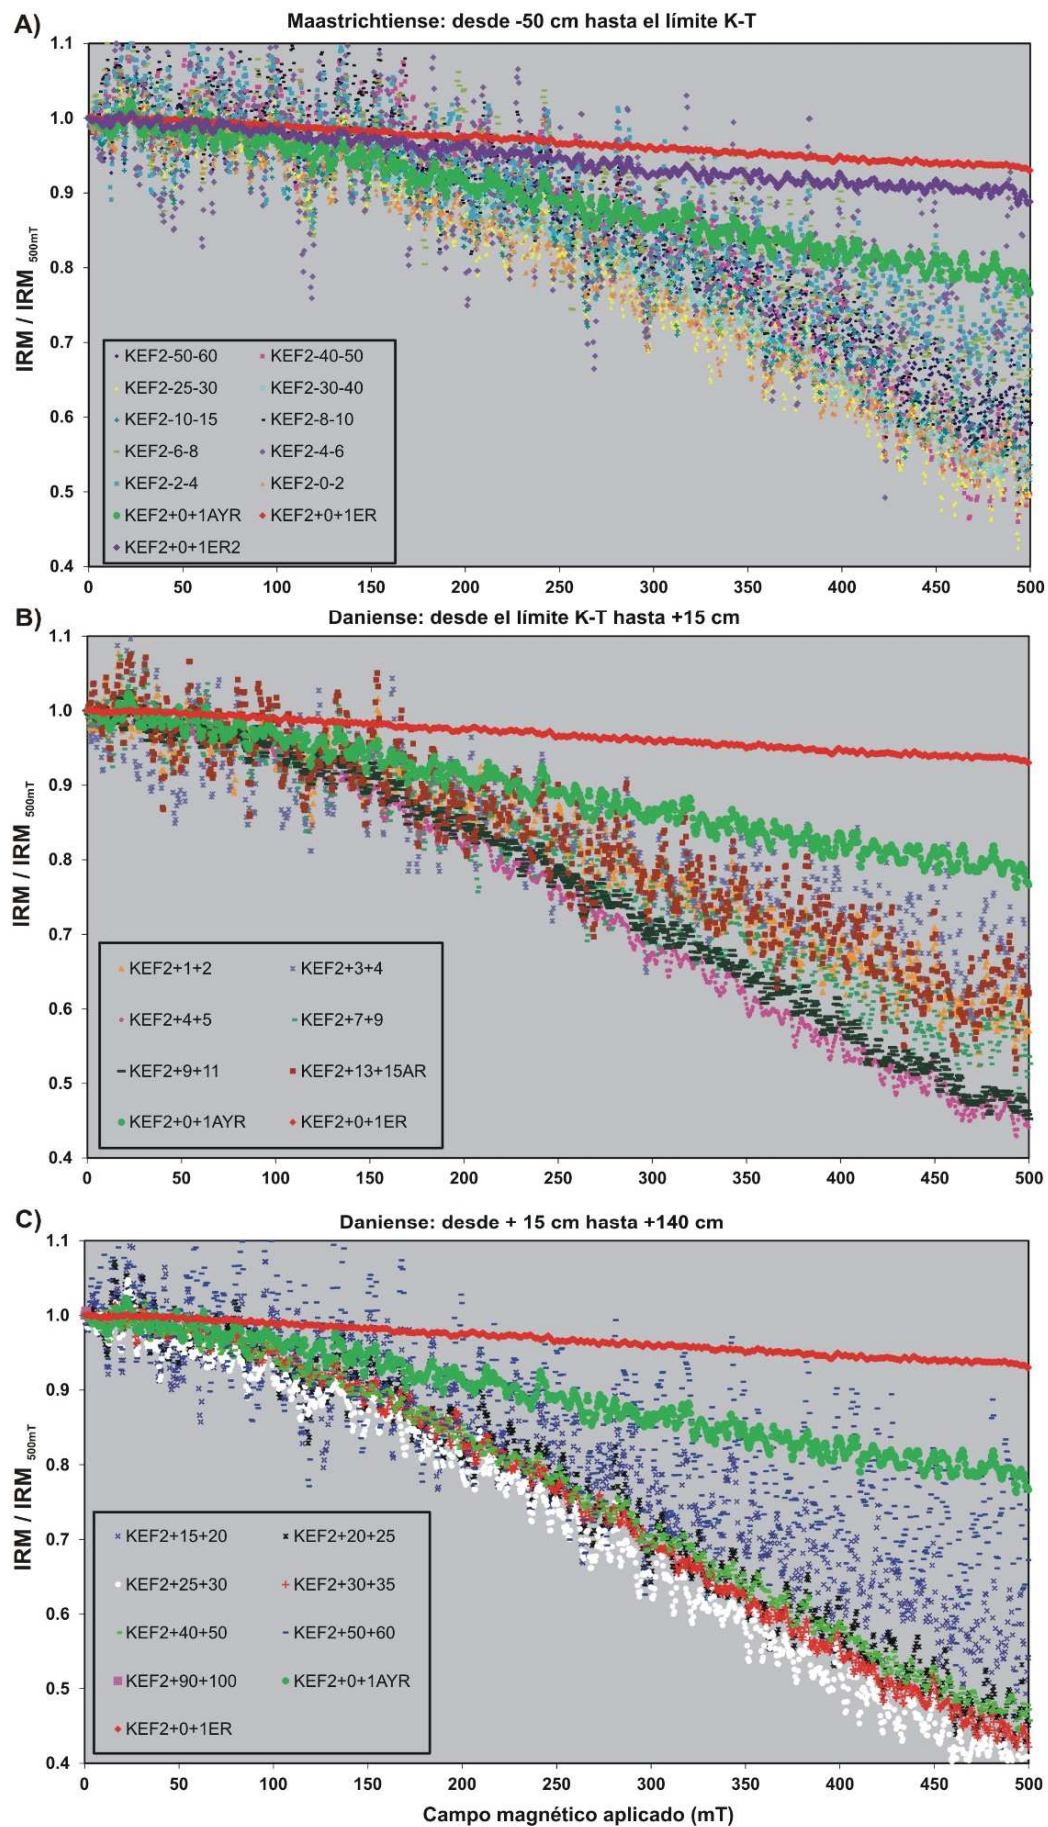 A)
Maastrichtiense: desde -50 cm hasta el límite K-T
1.1
1.0
0.9
0.8
0.7
0.6
0.5
0.4
IRM / IRM 500mT
KEF2-50-60 KEF2-40-50
KEF2-25-30 KEF2-30-40
KEF2-10-15 KEF2-8-10
KEF2-6-8 KEF2-4-6
KEF2-2-4 KEF2-0-2
KEF2+0+1AYR KEF2+0+1ER
KEF2+0+1ER2
0 50 100 150 200 250 300 350 400 450 500
B)
Daniense: desde el límite K-T hasta +15 cm
1.1
1.0
0.9
0.8
0.7
0.6
0.5
0.4
IRM / IRM 500mT
KEF2+1+2 KEF2+3+4
KEF2+4+5 KEF2+7+9
KEF2+9+11 KEF2+13+15AR
KEF2+0+1AYR KEF2+0+1ER
0 50 100 150 200 250 300 350 400 450 500
C)
Daniense: desde + 15 cm hasta +140 cm
1.1
1.0
0.9
0.8
0.7
0.6
0.5
0.4
IRM / IRM 500mT
KEF2+15+20 KEF2+20+25
KEF2+25+30 KEF2+30+35
KEF2+40+50 KEF2+50+60
KEF2+90+100 KEF2+0+1AYR
KEF2+0+1ER
0 50 100 150 200 250 300 350 400 450 500
Campo magnético aplicado (mT)